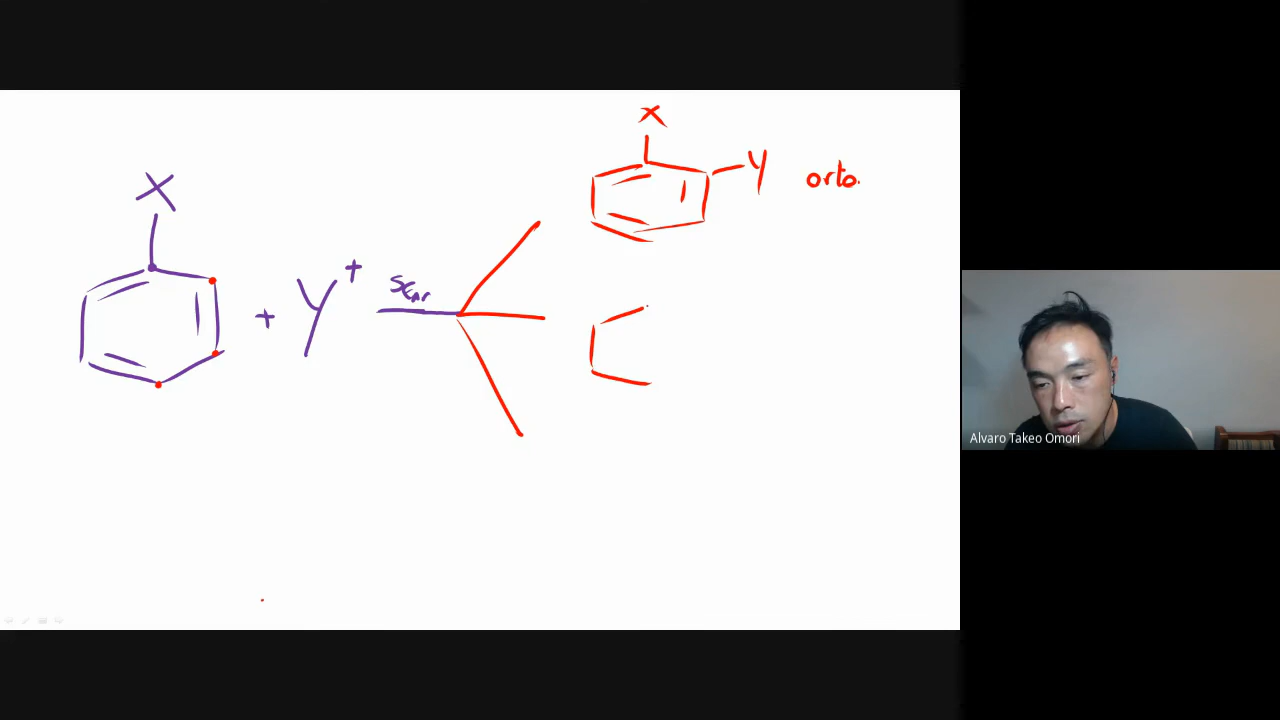 X
X
Y
orto.
+ Y+
SEAr
Alvaro Takeo Omori